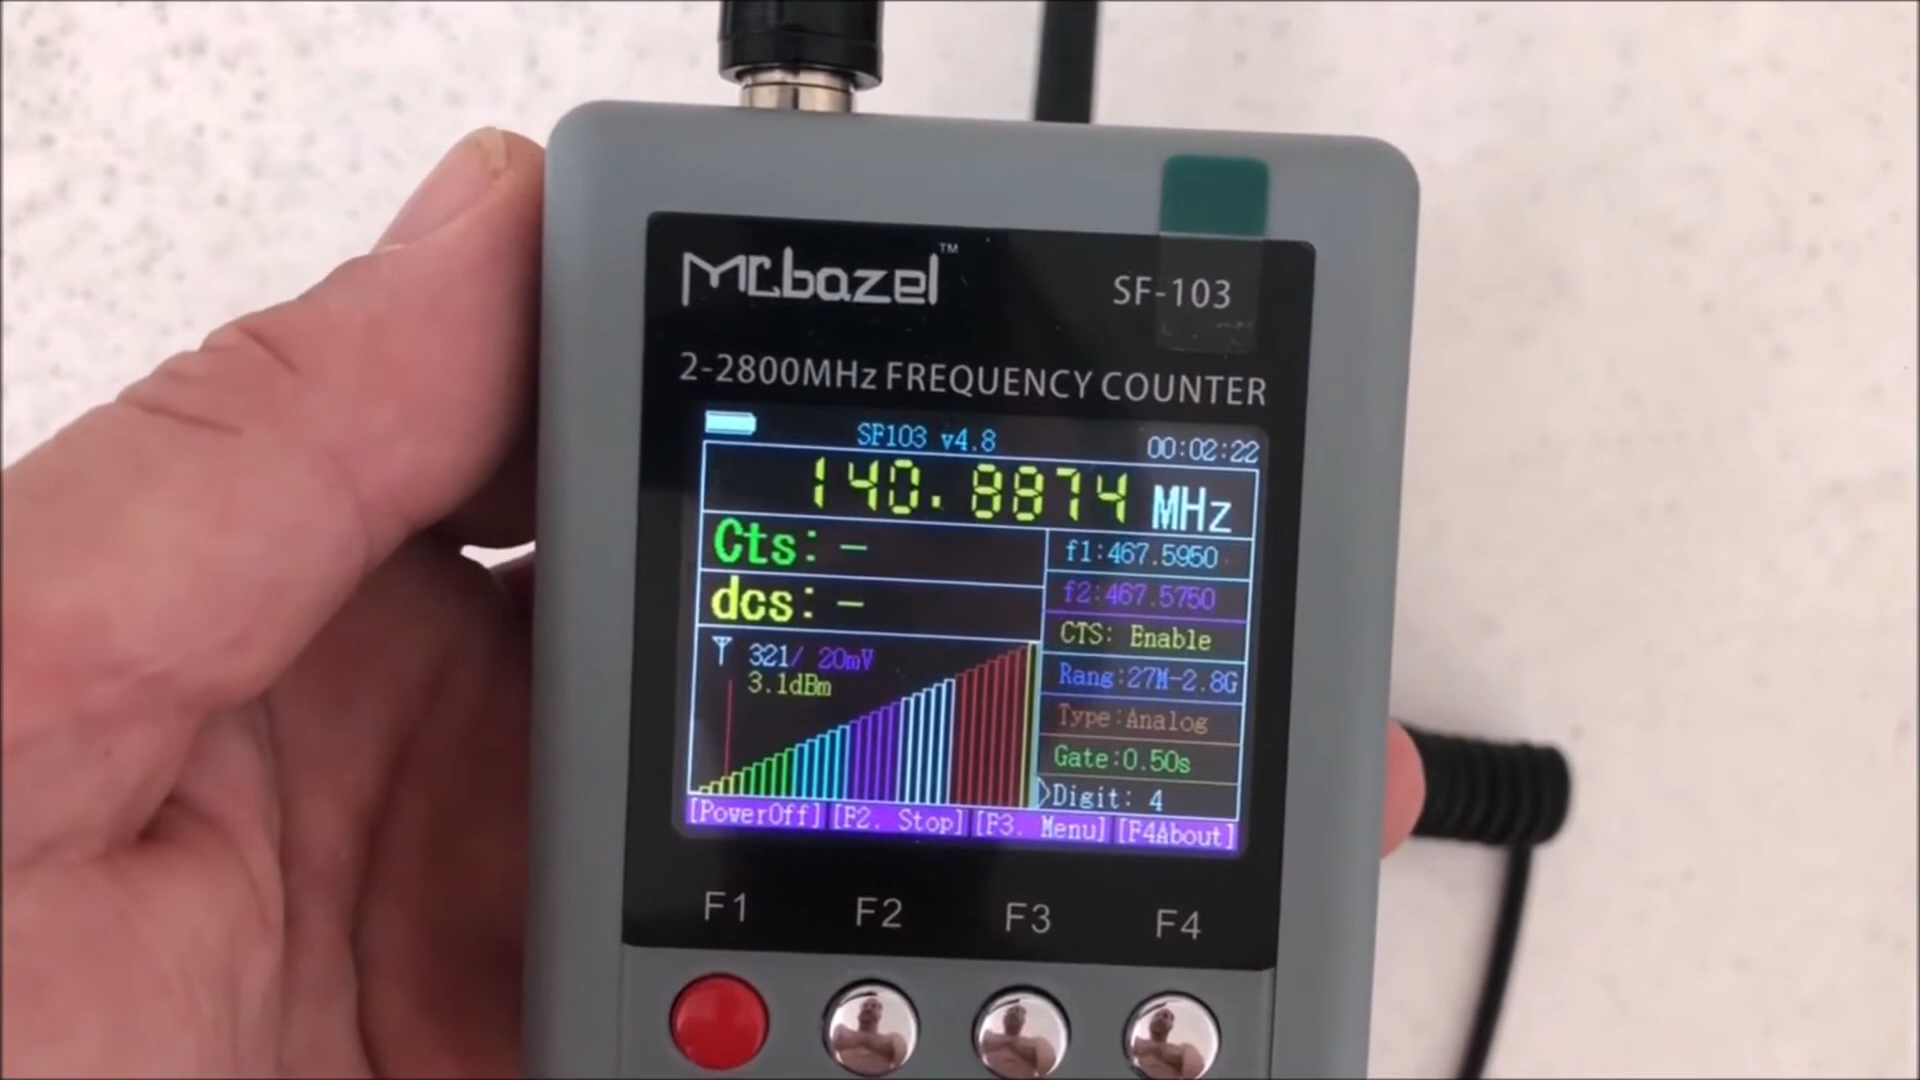 Mcbazel™
SF-103
2-2800MHz FREQUENCY COUNTER
SF103 v4.8
00:02:22
140.8874 MHz
Cts: -
dcs: -
321/ 20mV
3.1dBm
f1:467.5950
f2:467.5750
CTS: Enable
Rang:27M-2.8G
Type:Analog
Gate:0.50s
Digit: 4
[PowerOff] [F2. Stop] [F3. Menu] [F4About]
F1 F2 F3 F4